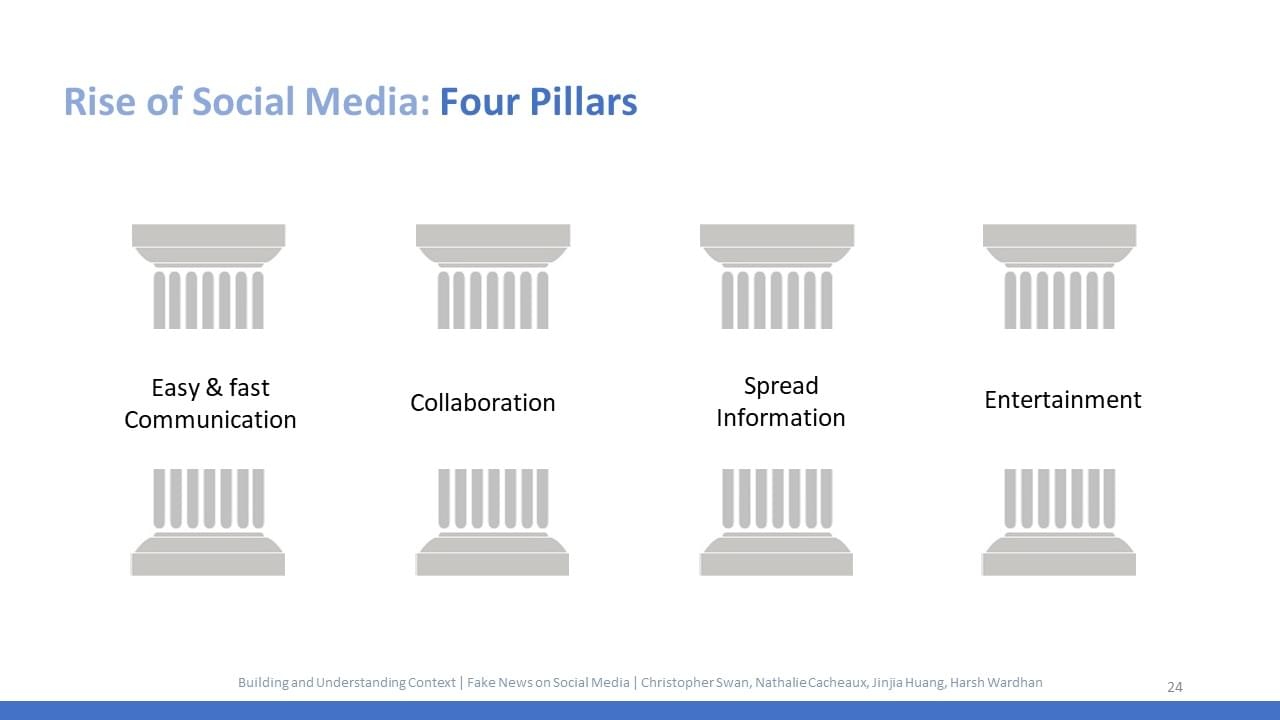 Rise of Social Media: Four Pillars
Easy & fast
Communication
Collaboration
Spread
Information
Entertainment
Building and Understanding Context | Fake News on Social Media | Christopher Swan, Nathalie Cacheaux, Jinjia Huang, Harsh Wardhan
24